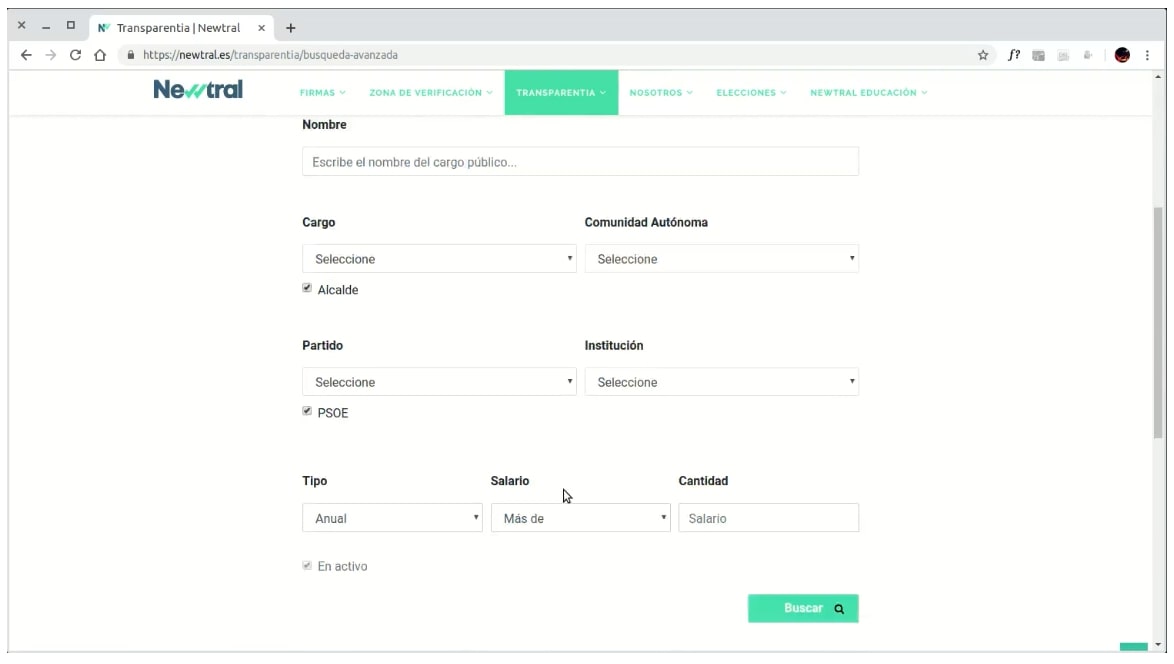 Transparentia | Newtral
https://newtral.es/transparentia/busqueda-avanzada
f?
Newtral
FIRMAS ZONA DE VERIFICACIÓN TRANSPARENTIA NOSOTROS ELECCIONES NEWTRAL EDUCACIÓN
Nombre
Escribe el nombre del cargo público...
Cargo Comunidad Autónoma
Seleccione Seleccione
Alcalde
Partido Institución
Seleccione Seleccione
PSOE
Tipo Salario Cantidad
Anual Más de Salario
En activo
Buscar